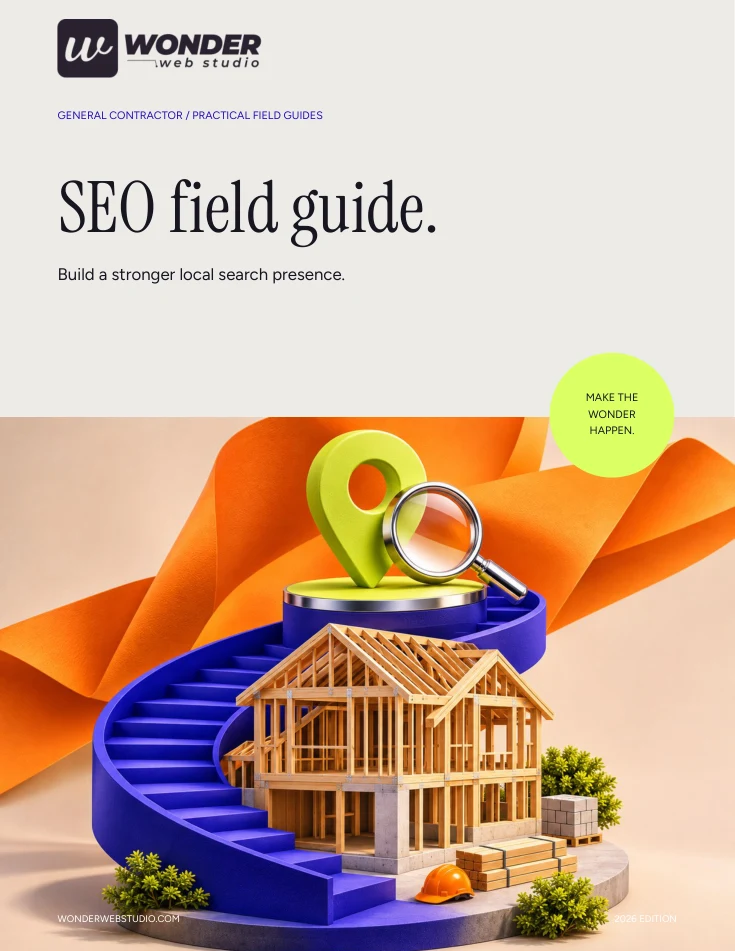 W WONDER
web studio
GENERAL CONTRACTOR / PRACTICAL FIELD GUIDES
SEO field guide.
Build a stronger local search presence.
MAKE THE
WONDER
HAPPEN.
WONDERWEBSTUDIO.COM
2026 EDITION